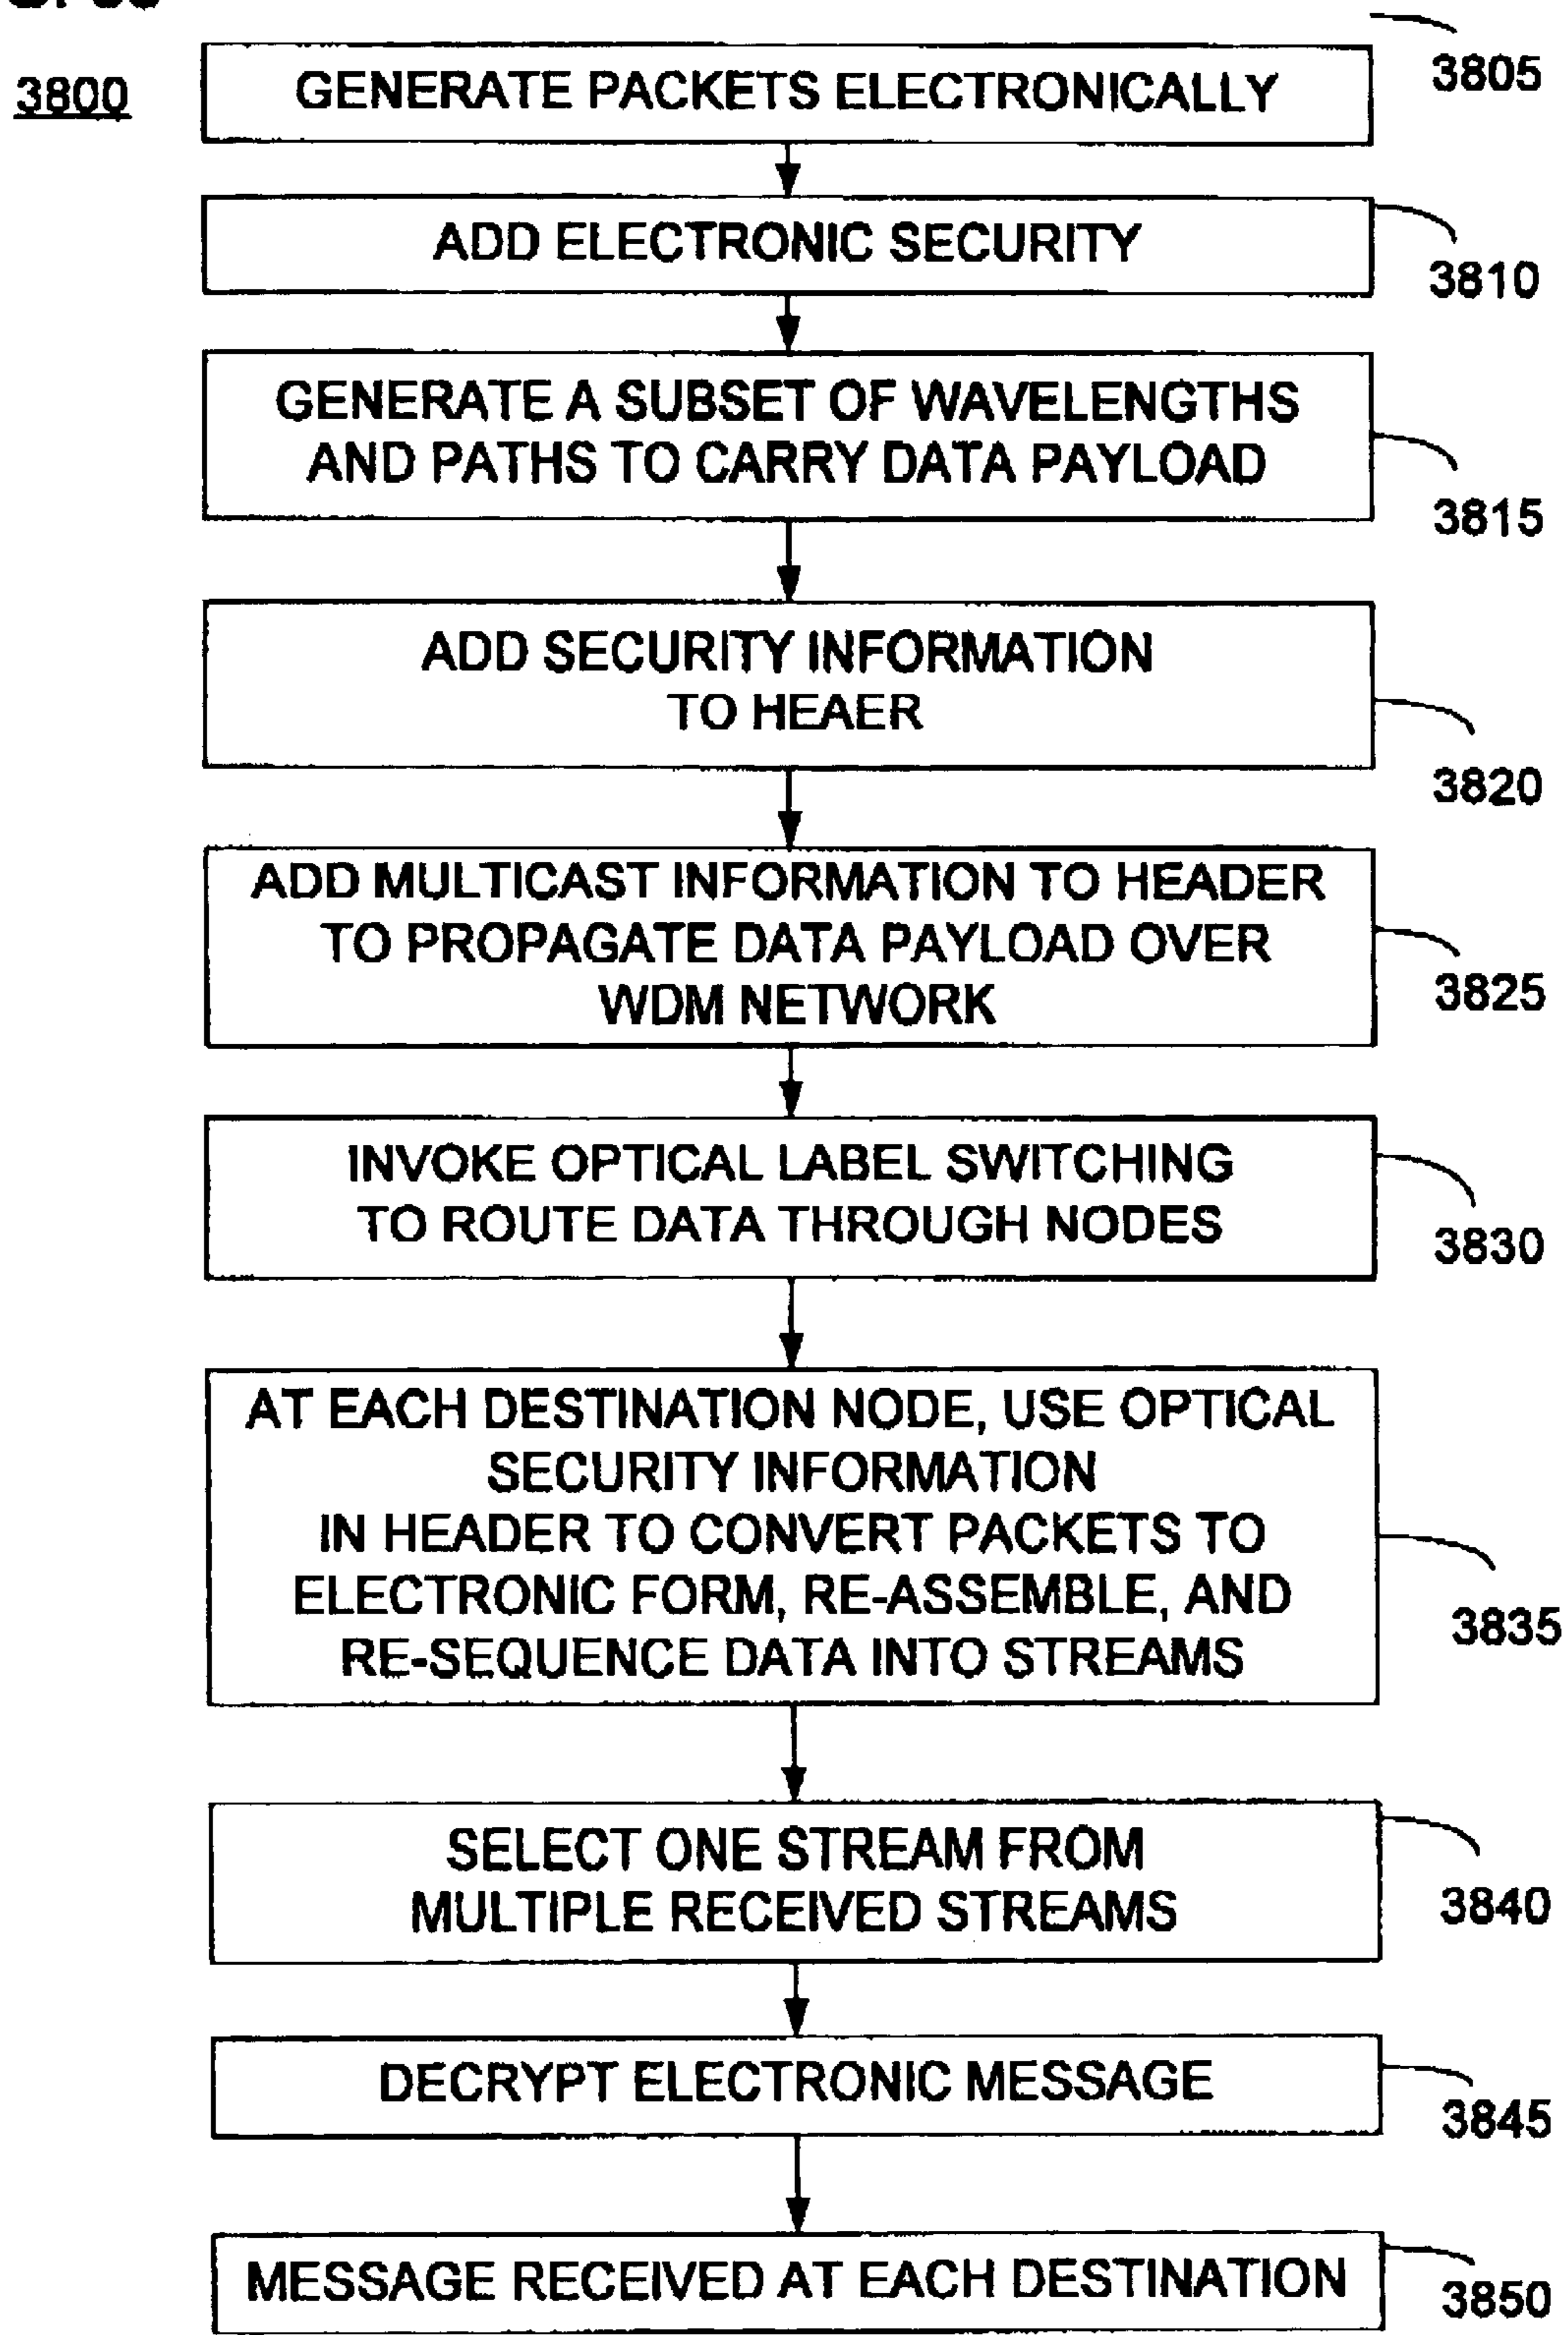 3800
GENERATE PACKETS ELECTRONICALLY
3805
ADD ELECTRONIC SECURITY
3810
GENERATE A SUBSET OF WAVELENGTHS
AND PATHS TO CARRY DATA PAYLOAD
3815
ADD SECURITY INFORMATION
TO HEAER
3820
ADD MULTICAST INFORMATION TO HEADER
TO PROPAGATE DATA PAYLOAD OVER
WDM NETWORK
3825
INVOKE OPTICAL LABEL SWITCHING
TO ROUTE DATA THROUGH NODES
3830
AT EACH DESTINATION NODE, USE OPTICAL
SECURITY INFORMATION
IN HEADER TO CONVERT PACKETS TO
ELECTRONIC FORM, RE-ASSEMBLE, AND
RE-SEQUENCE DATA INTO STREAMS
3835
SELECT ONE STREAM FROM
MULTIPLE RECEIVED STREAMS
3840
DECRYPT ELECTRONIC MESSAGE
3845
MESSAGE RECEIVED AT EACH DESTINATION
3850